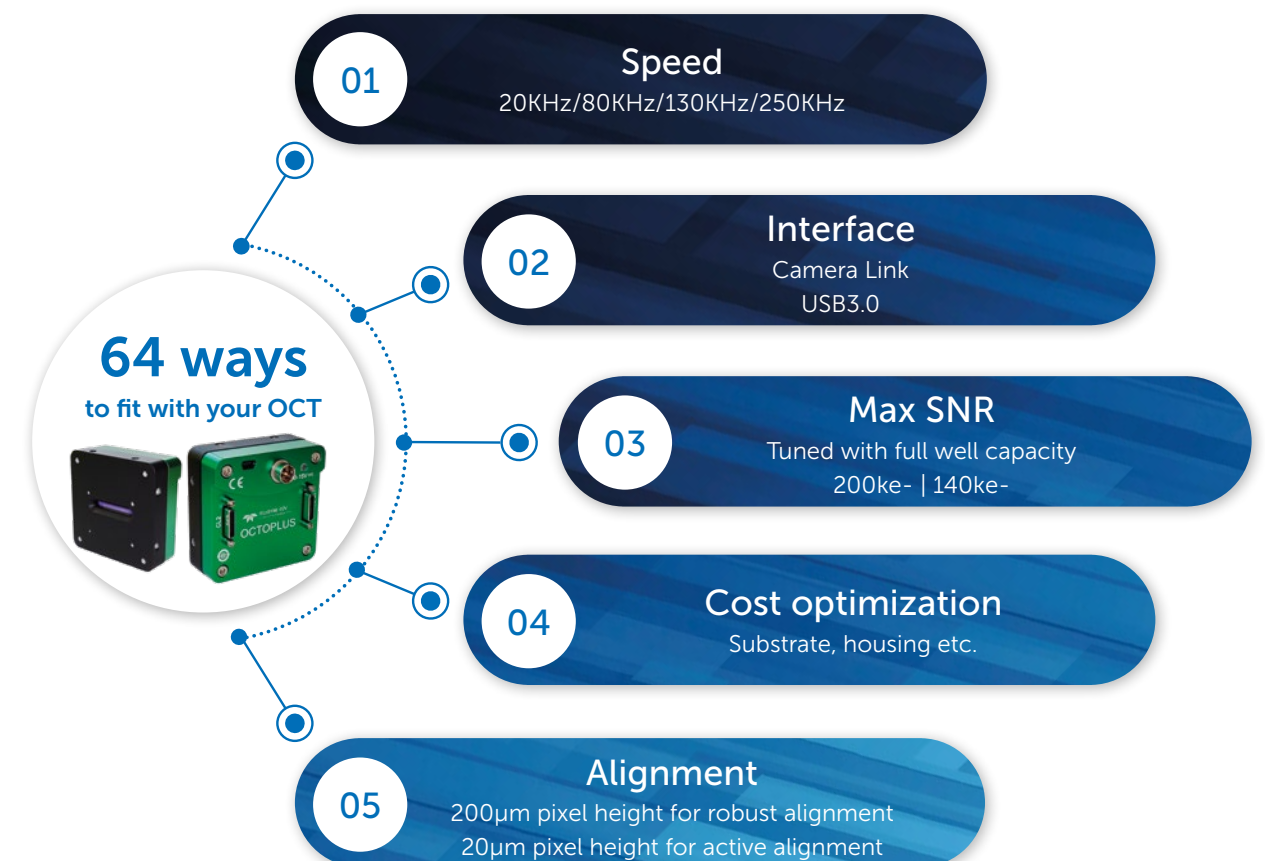 01
Speed
20KHz/80KHz/130KHz/250KHz
02
Interface
Camera Link
USB3.0
64 ways
to fit with your OCT
CE
OCTOPLUS
03
Max SNR
Tuned with full well capacity
200ke- | 140ke-
04
Cost optimization
Substrate, housing etc.
05
Alignment
200µm pixel height for robust alignment
20µm pixel height for active alignment